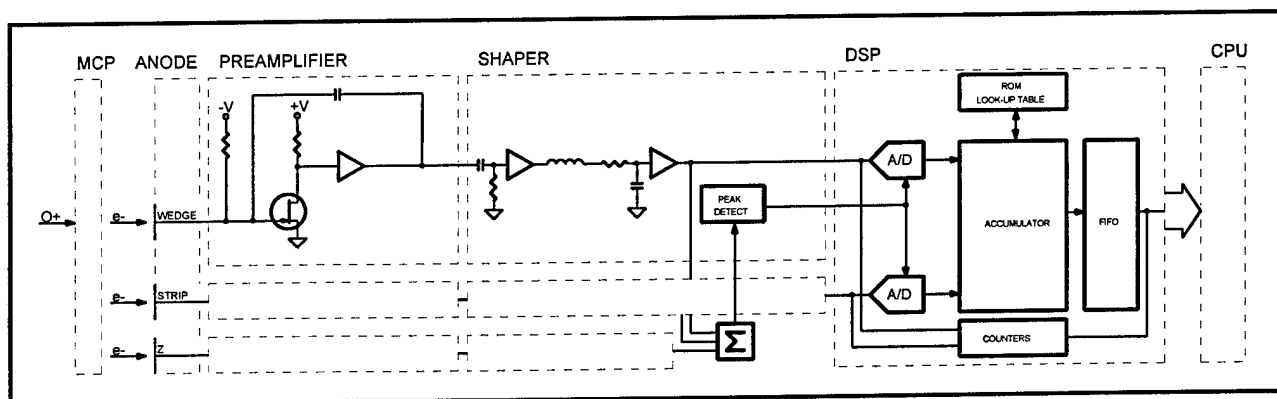 MCP ANODE PREAMPLIFIER SHAPER DSP CPU
-V
+V
ROM
LOOK-UP TABLE
A/D
O+
e-
WEDGE
PEAK
DETECT
ACCUMULATOR
FIFO
e-
STRIP
A/D
e-
Z
Σ
COUNTERS